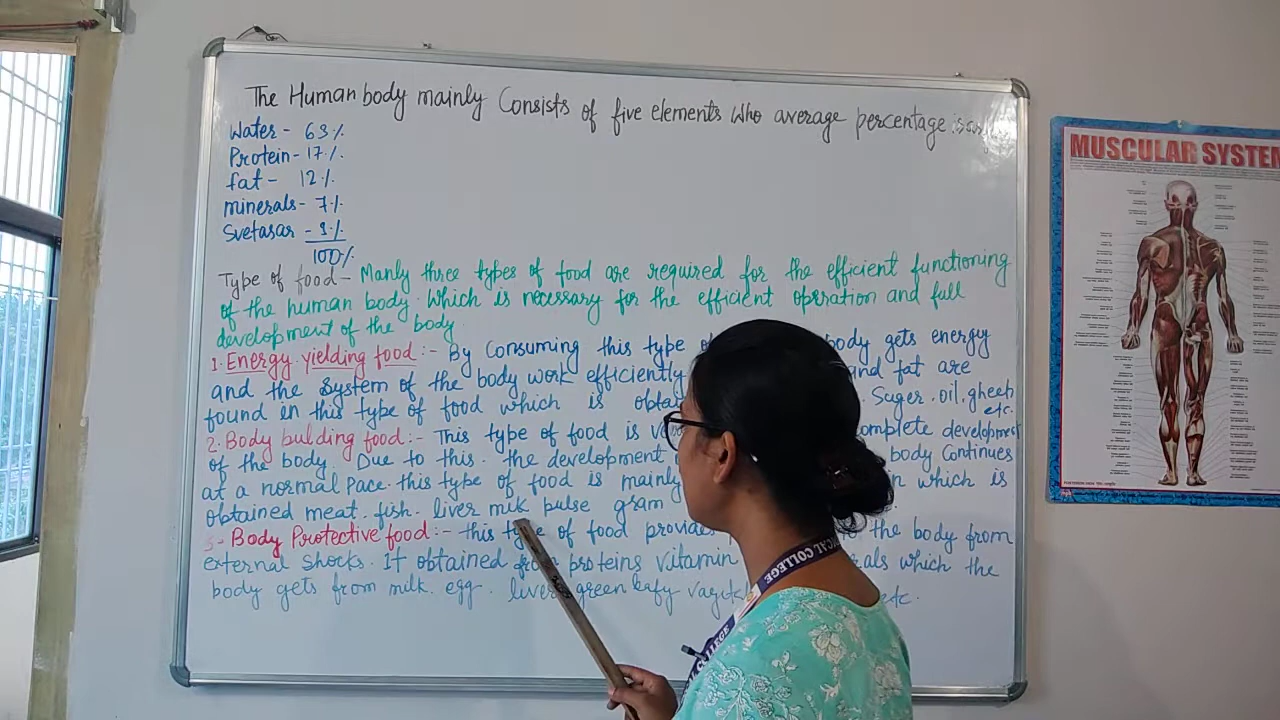 The Human body mainly Consists of five elements Who average percentage is
Water - 63%
Protein - 17%
fat - 12%
minerals - 7%
Svetasar - 1%
100%
Type of food - Manly three types of food are required for the efficient functioning
of the human body. Which is necessary for the efficient operation and full
development of the body.
1. Energy yielding food :- By Consuming this type body gets energy
and the System of the body work efficiently and fat are
found in this type of food which is Suger. oil. gheeh
etc.
2. Body bulding food :- This type of food is complete development
of the body. Due to this. the development body Continues
at a normal pace. this type of food is mainly which is
obtained meat. fish. liver mik pulse gram
3. Body Protective food :- this type of food provides the body from
external shocks. It obtained from proteins vitamin which the
body gets from milk. egg. liver green leafy etc.
MUSCULAR SYSTEM
COLLEGE